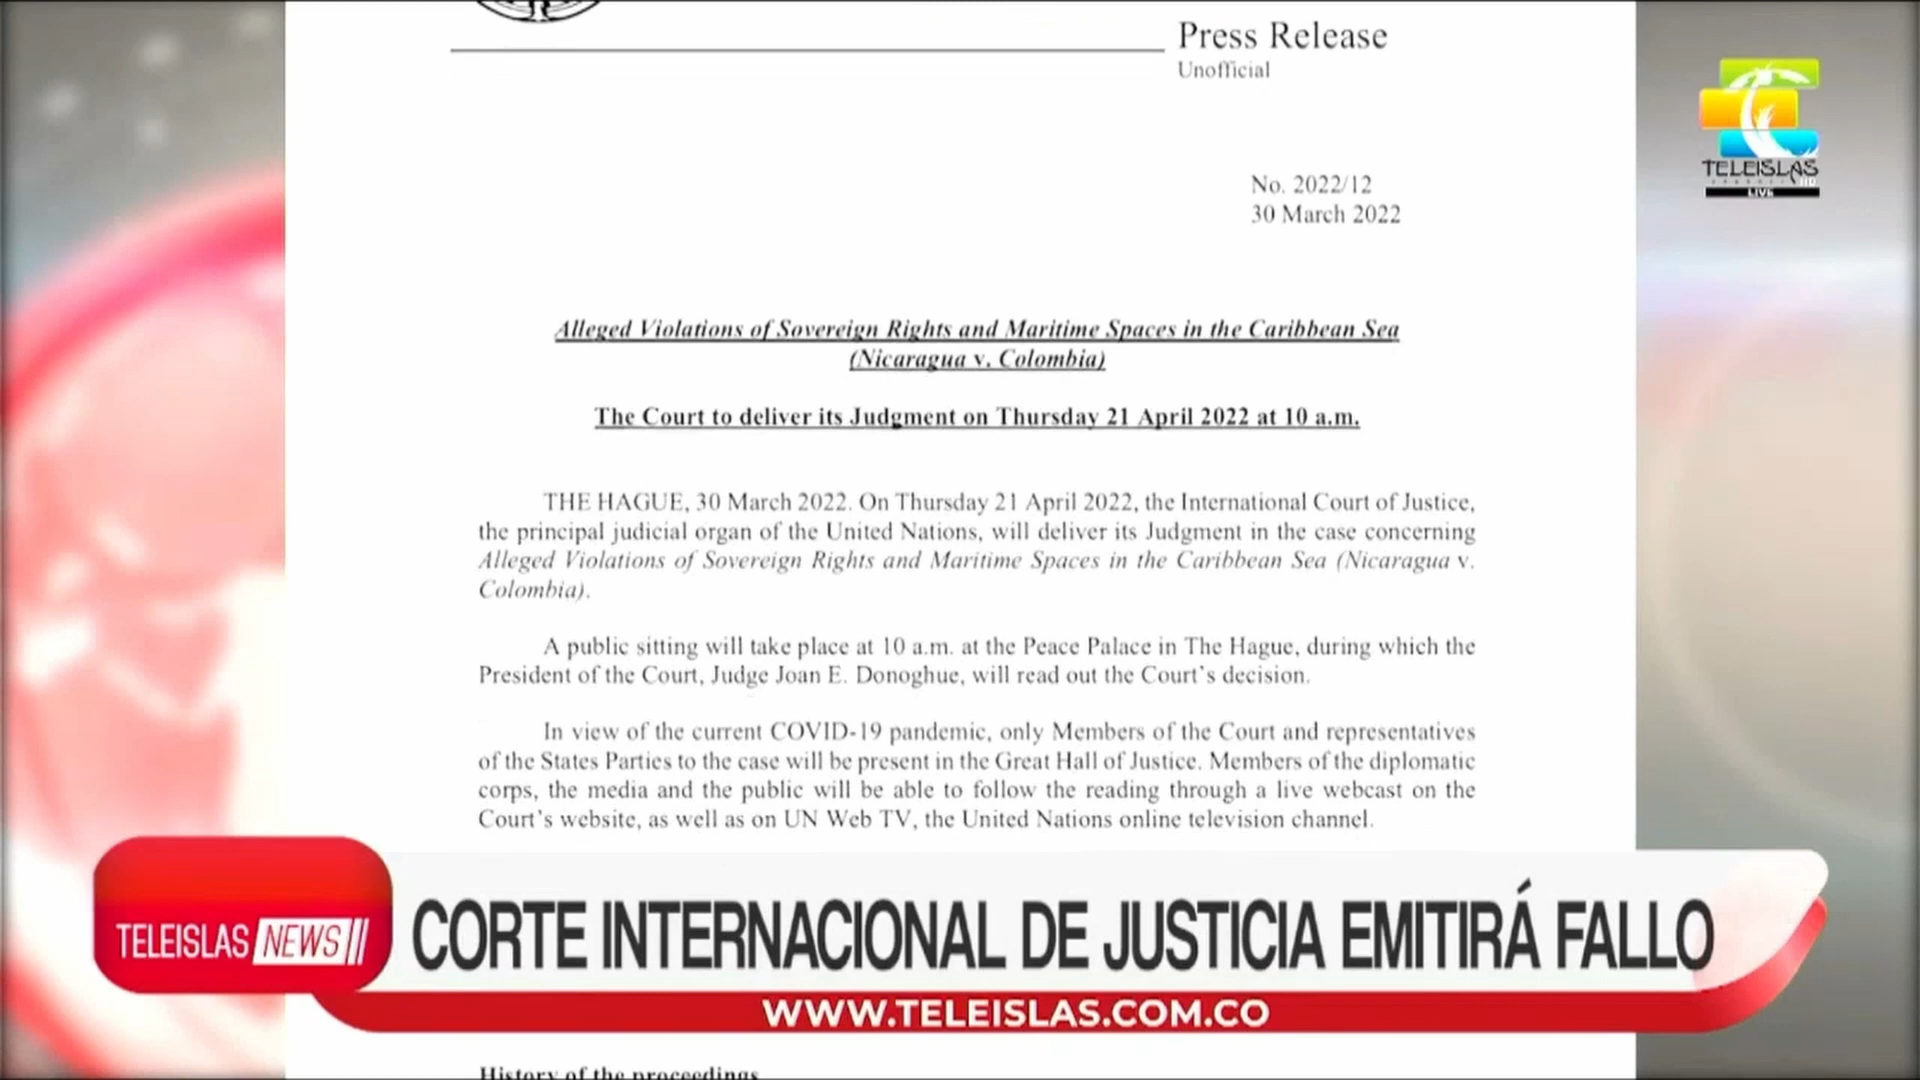 Press Release
Unofficial
TELEISLAS
LIVE
No. 2022/12
30 March 2022
Alleged Violations of Sovereign Rights and Maritime Spaces in the Caribbean Sea
(Nicaragua v. Colombia)
The Court to deliver its Judgment on Thursday 21 April 2022 at 10 a.m.
THE HAGUE, 30 March 2022. On Thursday 21 April 2022, the International Court of Justice,
the principal judicial organ of the United Nations, will deliver its Judgment in the case concerning
Alleged Violations of Sovereign Rights and Maritime Spaces in the Caribbean Sea (Nicaragua v.
Colombia).
A public sitting will take place at 10 a.m. at the Peace Palace in The Hague, during which the
President of the Court, Judge Joan E. Donoghue, will read out the Court's decision.
In view of the current COVID-19 pandemic, only Members of the Court and representatives
of the States Parties to the case will be present in the Great Hall of Justice. Members of the diplomatic
corps, the media and the public will be able to follow the reading through a live webcast on the
Court's website, as well as on UN Web TV, the United Nations online television channel.
TELEISLAS NEWS
CORTE INTERNACIONAL DE JUSTICIA EMITIRÁ FALLO
WWW.TELEISLAS.COM.CO
History of the proceedings